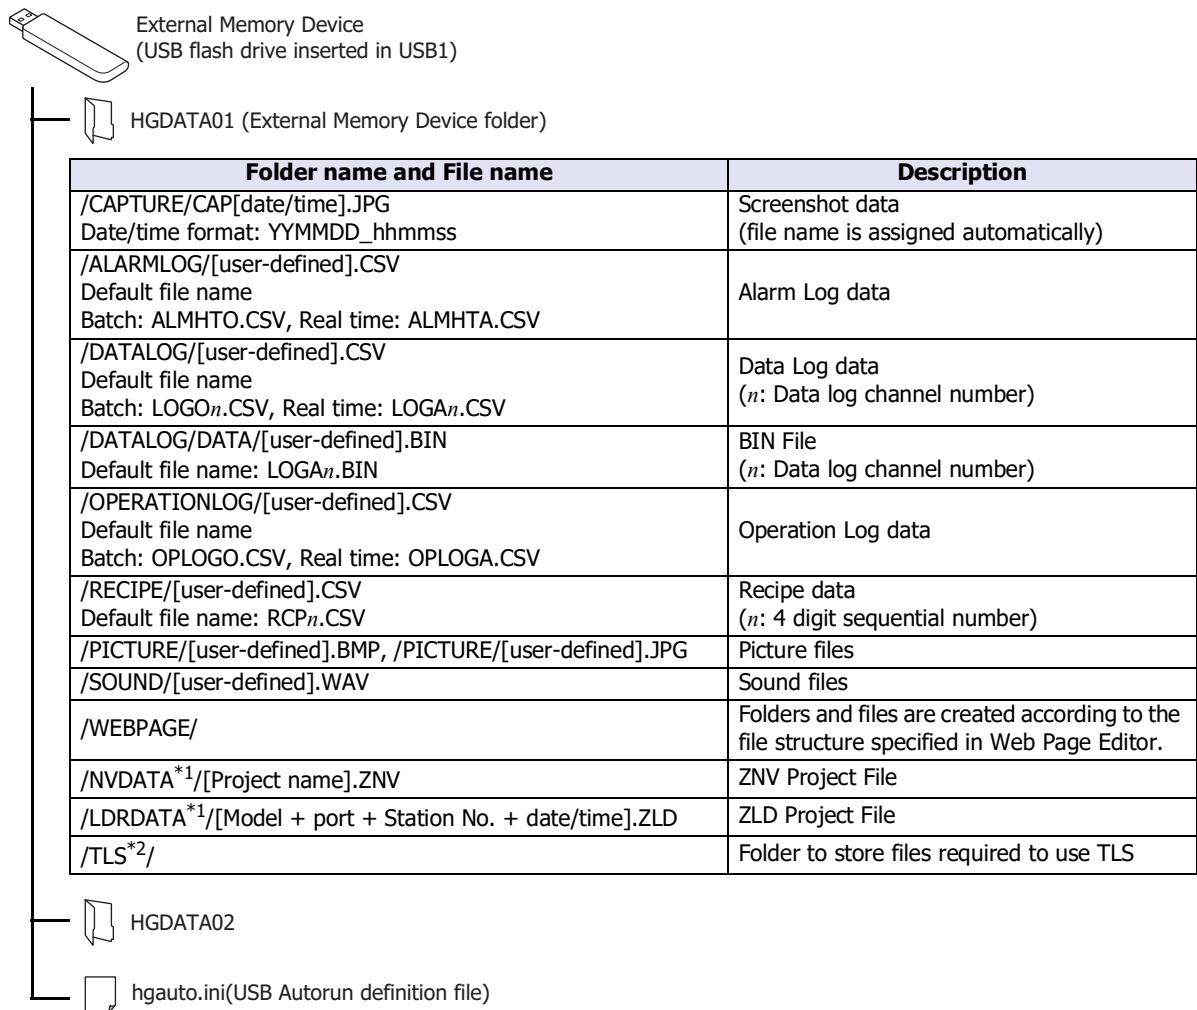 External Memory Device
(USB flash drive inserted in USB1)
HGDATA01 (External Memory Device folder)
Folder name and File name
Description
/CAPTURE/CAP[date/time].JPG
Date/time format: YYMMDD_hhmmss
Screenshot data
(file name is assigned automatically)
/ALARMLOG/[user-defined].CSV
Default file name
Batch: ALMHTO.CSV, Real time: ALMHTA.CSV
Alarm Log data
/DATALOG/[user-defined].CSV
Default file name
Batch: LOGOn.CSV, Real time: LOGAn.CSV
Data Log data
(n: Data log channel number)
/DATALOG/DATA/[user-defined].BIN
Default file name: LOGAn.BIN
BIN File
(n: Data log channel number)
/OPERATIONLOG/[user-defined].CSV
Default file name
Batch: OPLOGO.CSV, Real time: OPLOGA.CSV
Operation Log data
/RECIPE/[user-defined].CSV
Default file name: RCPn.CSV
Recipe data
(n: 4 digit sequential number)
/PICTURE/[user-defined].BMP, /PICTURE/[user-defined].JPG
Picture files
/SOUND/[user-defined].WAV
Sound files
/WEBPAGE/
Folders and files are created according to the
file structure specified in Web Page Editor.
/NVDATA*1/[Project name].ZNV
ZNV Project File
/LDRDATA*1/[Model + port + Station No. + date/time].ZLD
ZLD Project File
/TLS*2/
Folder to store files required to use TLS
HGDATA02
hgauto.ini(USB Autorun definition file)